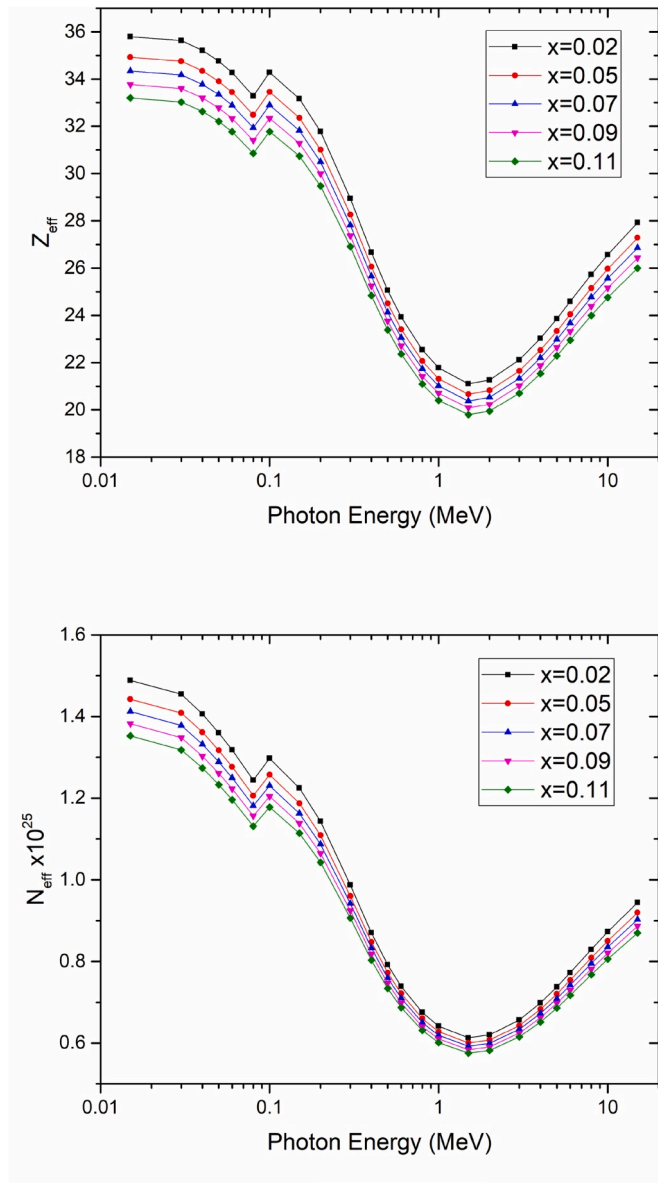 36
34
32
30
28
26
24
22
20
18
Z_eff
x=0.02
x=0.05
x=0.07
x=0.09
x=0.11
0.01 0.1 1 10
Photon Energy (MeV)
1.6
1.4
1.2
1.0
0.8
0.6
N_eff x10^25
x=0.02
x=0.05
x=0.07
x=0.09
x=0.11
0.01 0.1 1 10
Photon Energy (MeV)